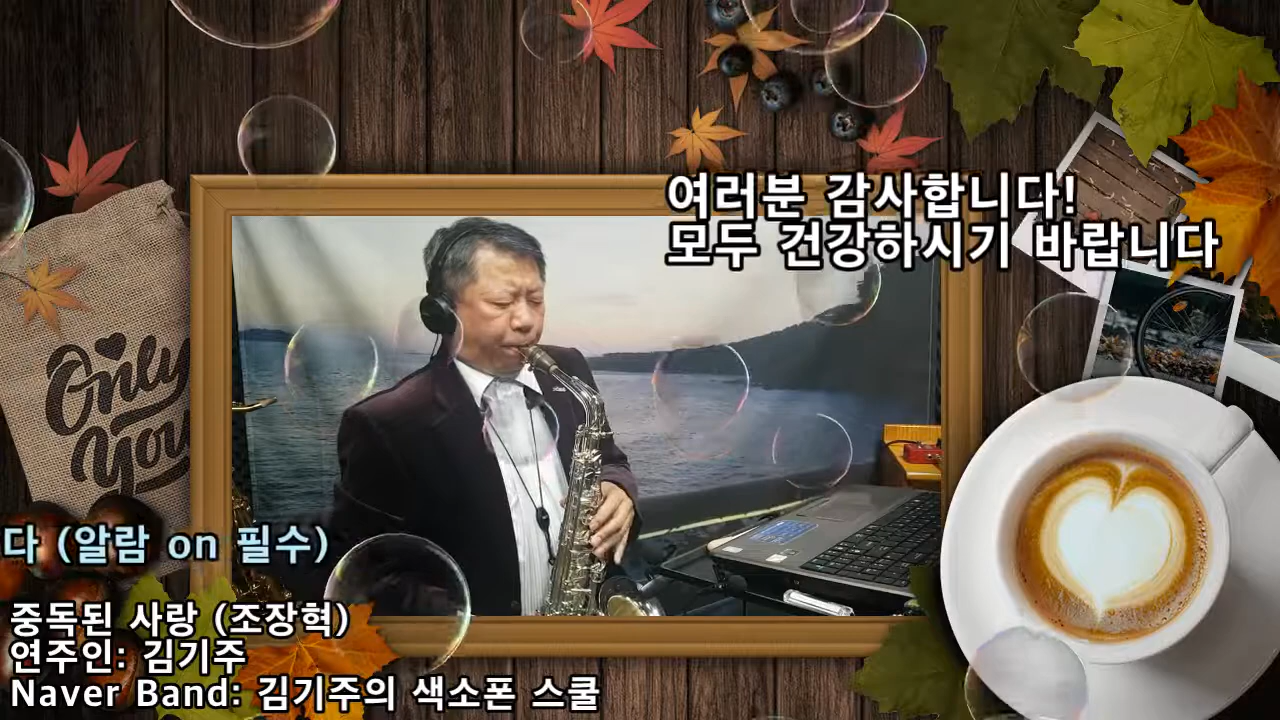 여러분 감사합니다!
모두 건강하시기 바랍니다
Only
You
다 (알람 on 필수)
중독된 사랑 (조장혁)
연주인: 김기주
Naver Band: 김기주의 색소폰 스쿨